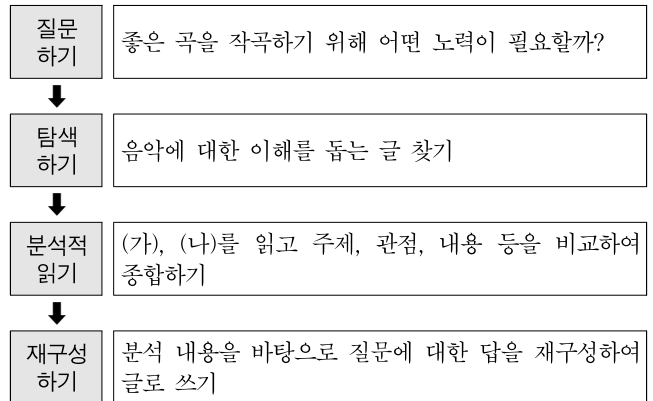 질문
하기
좋은 곡을 작곡하기 위해 어떤 노력이 필요할까?
탐색
하기
음악에 대한 이해를 돕는 글 찾기
분석적
읽기
(가), (나)를 읽고 주제, 관점, 내용 등을 비교하여
종합하기
재구성
하기
분석 내용을 바탕으로 질문에 대한 답을 재구성하여
글로 쓰기